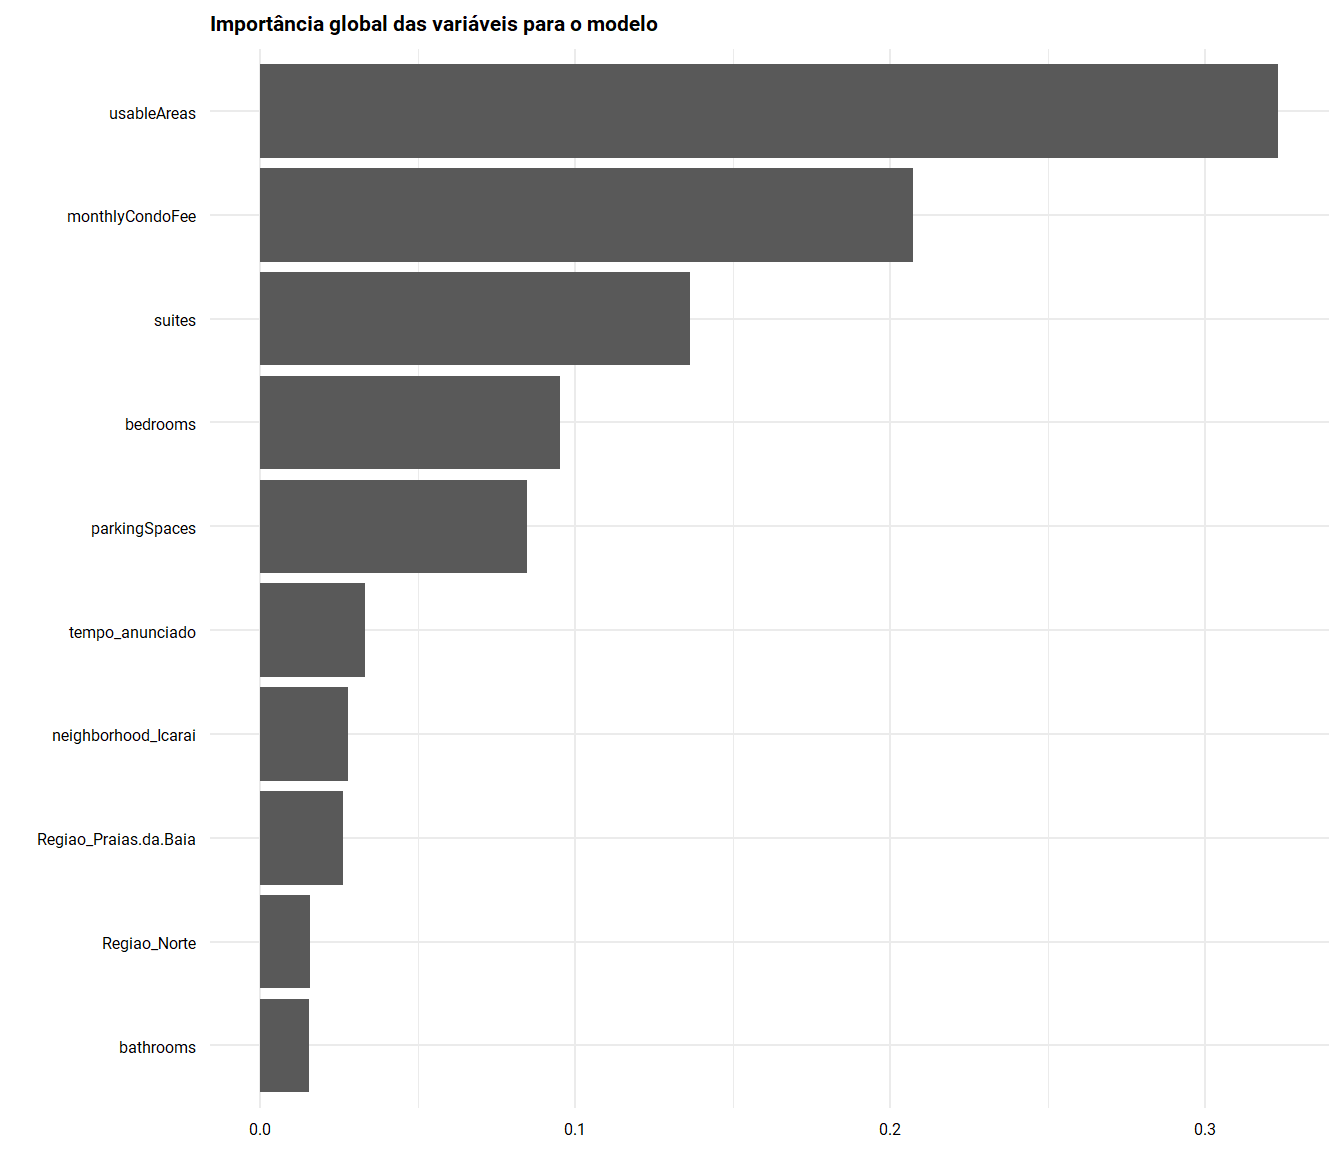 Importância global das variáveis para o modelo
usableAreas
monthlyCondoFee
suites
bedrooms
parkingSpaces
tempo_anunciado
neighborhood_Icarai
Regiao_Praias.da.Baia
Regiao_Norte
bathrooms
0.0 0.1 0.2 0.3